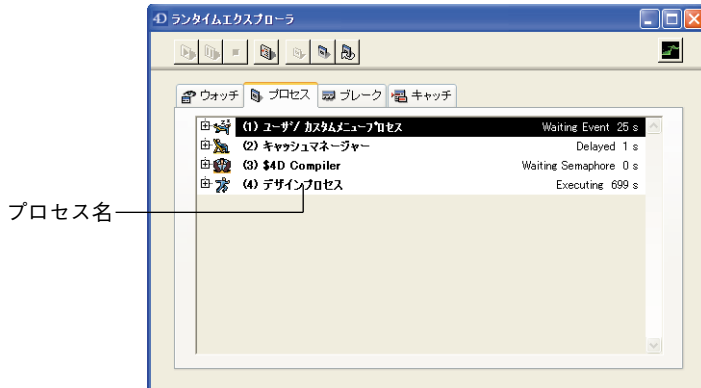 ランタイムエクスプローラ
ウォッチ プロセス ブレーク キャッチ
(1) ユーザ/ カスタムメニュープロセス Waiting Event 25 s
(2) キャッシュマネージャー Delayed 1 s
(3) $4D Compiler Waiting Semaphore 0 s
(4) デザインプロセス Executing 699 s
プロセス名